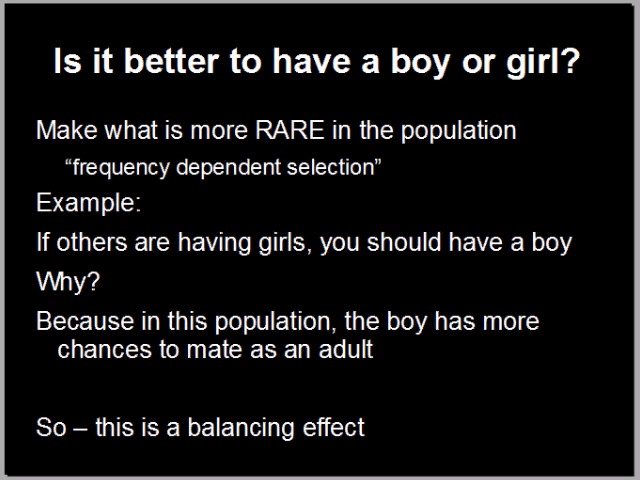 Is it better to have a boy or girl?
Make what is more RARE in the population
“frequency dependent selection”
Example:
If others are having girls, you should have a boy
Why?
Because in this population, the boy has more
chances to mate as an adult
So – this is a balancing effect